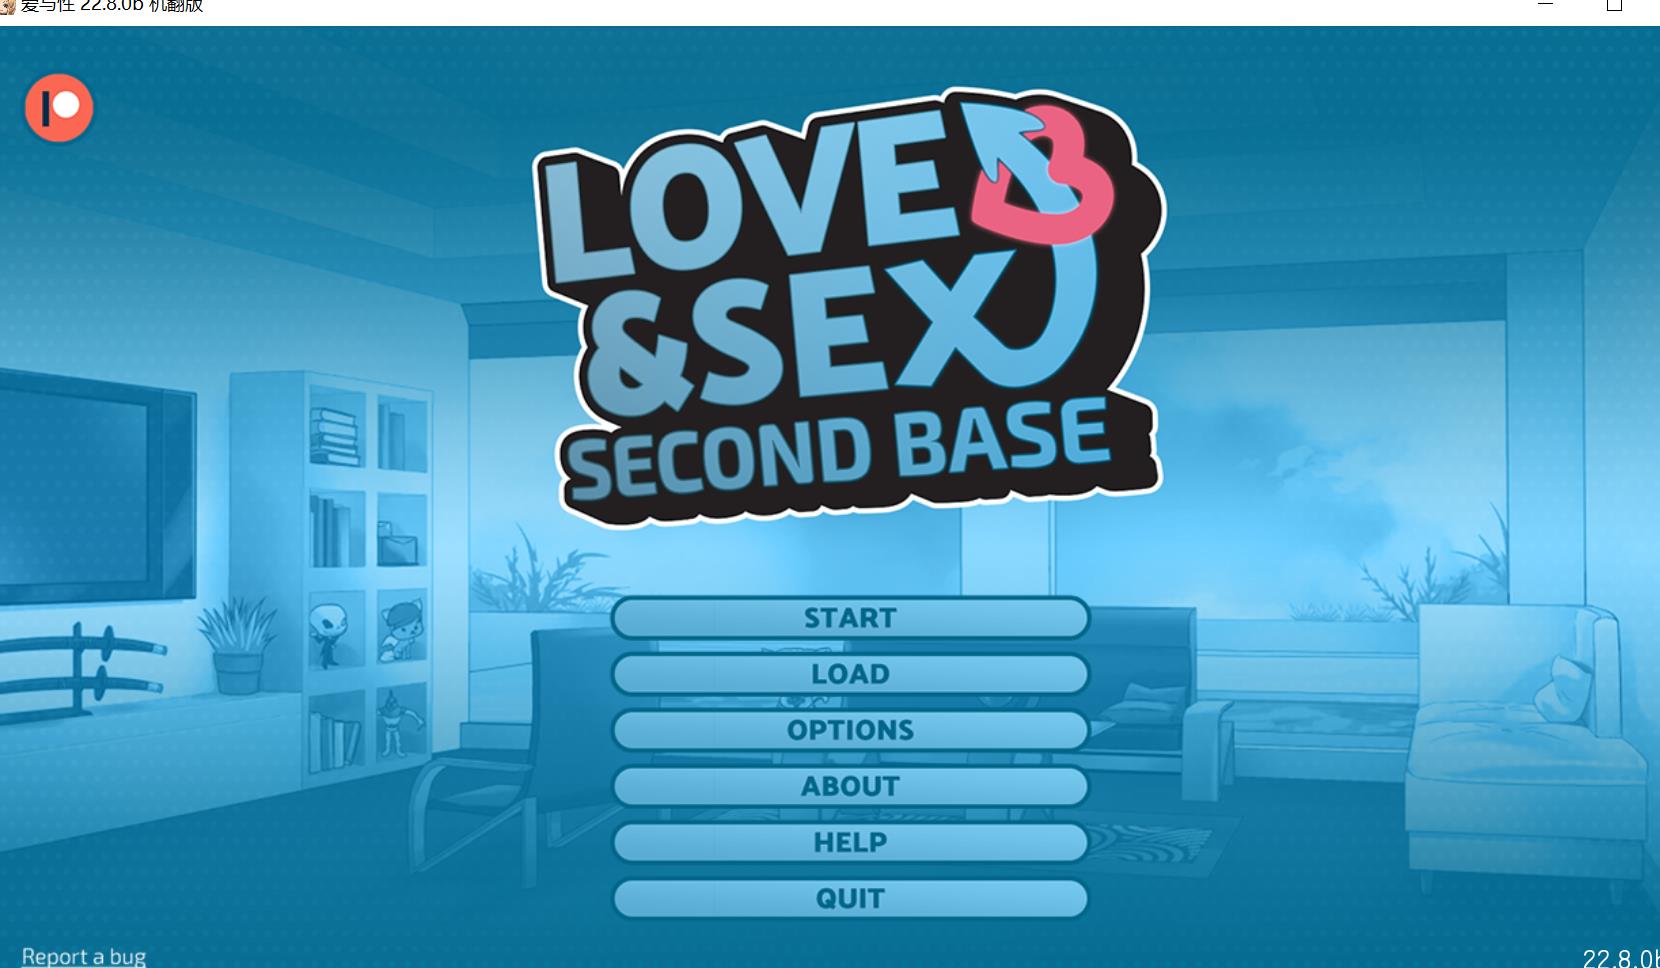 爱与性 22.8.0b 机翻版
LOVE
&SEX
SECOND BASE
START
LOAD
OPTIONS
ABOUT
HELP
QUIT
Report a bug
22.8.0b